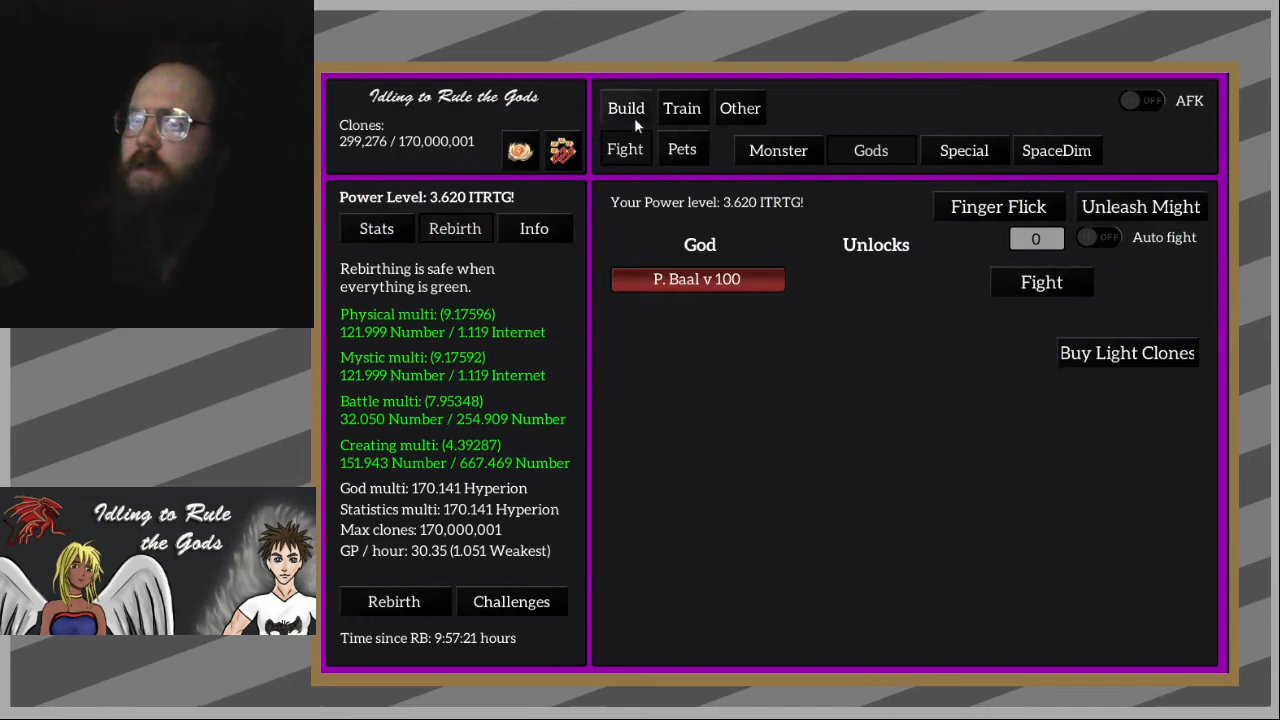 Idling to Rule the Gods
Clones:
299,276 / 170,000,001
Build
Train
Other
Fight
Pets
Monster
Gods
Special
SpaceDim
OFF
AFK
Power Level: 3.620 ITRTG!
Stats
Rebirth
Info
Rebirthing is safe when
everything is green.
Physical multi: (9.17596)
121.999 Number / 1.119 Internet
Mystic multi: (9.17592)
121.999 Number / 1.119 Internet
Battle multi: (7.95348)
32.050 Number / 254.909 Number
Creating multi: (4.39287)
151.943 Number / 667.469 Number
God multi: 170.141 Hyperion
Statistics multi: 170.141 Hyperion
Max clones: 170,000,001
GP / hour: 30.35 (1.051 Weakest)
Rebirth
Challenges
Time since RB: 9:57:21 hours
Your Power level: 3.620 ITRTG!
Finger Flick
Unleash Might
God
Unlocks
0
OFF
Auto fight
P. Baal v 100
Fight
Buy Light Clones
Idling to Rule
the Gods